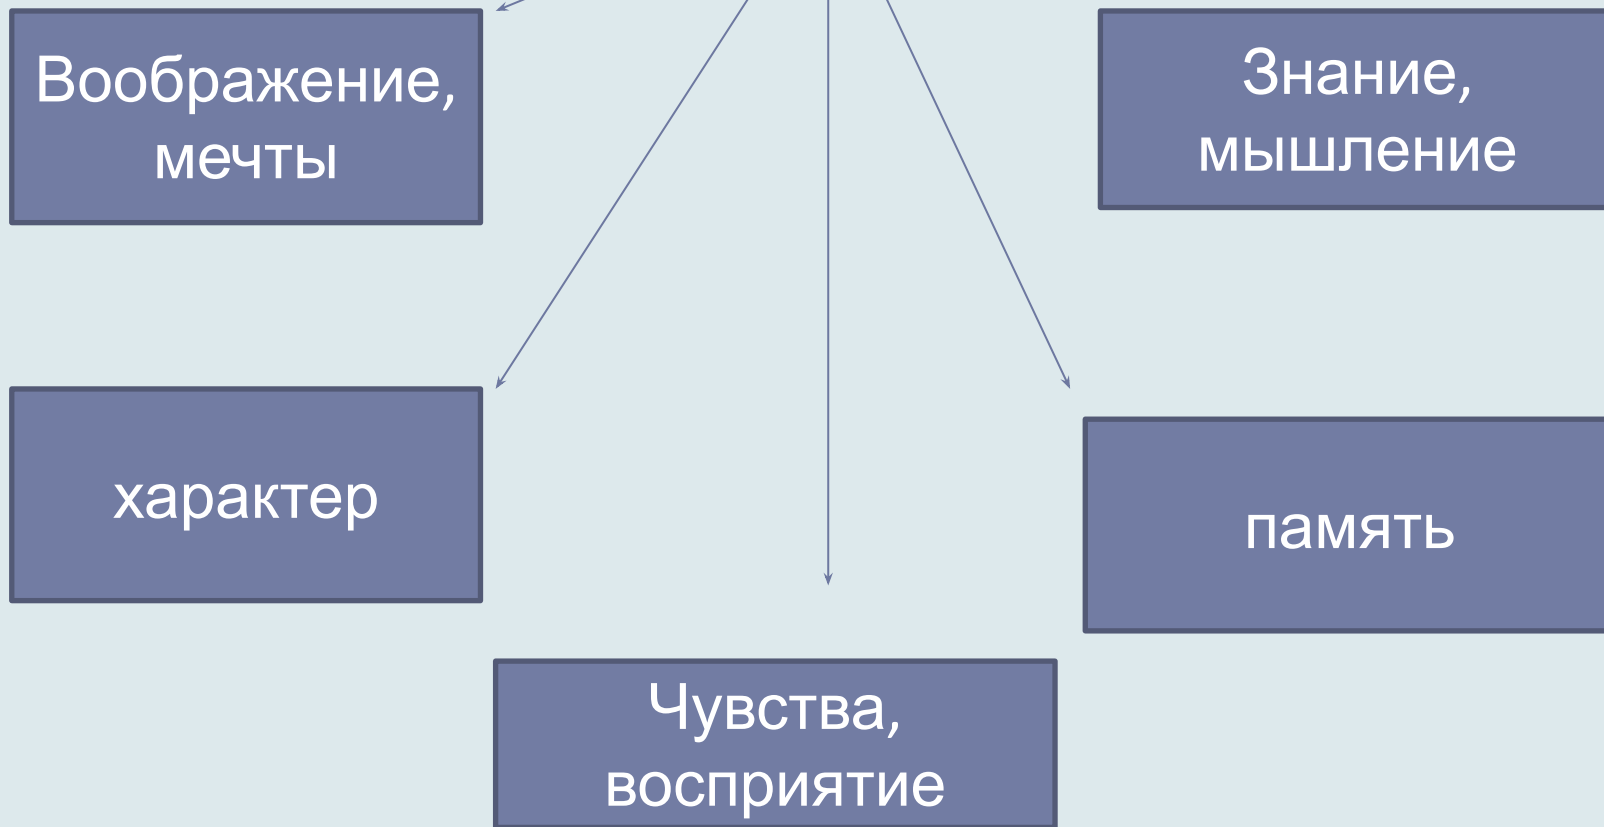 Воображение,
мечты
Знание,
мышление
характер
память
Чувства,
восприятие